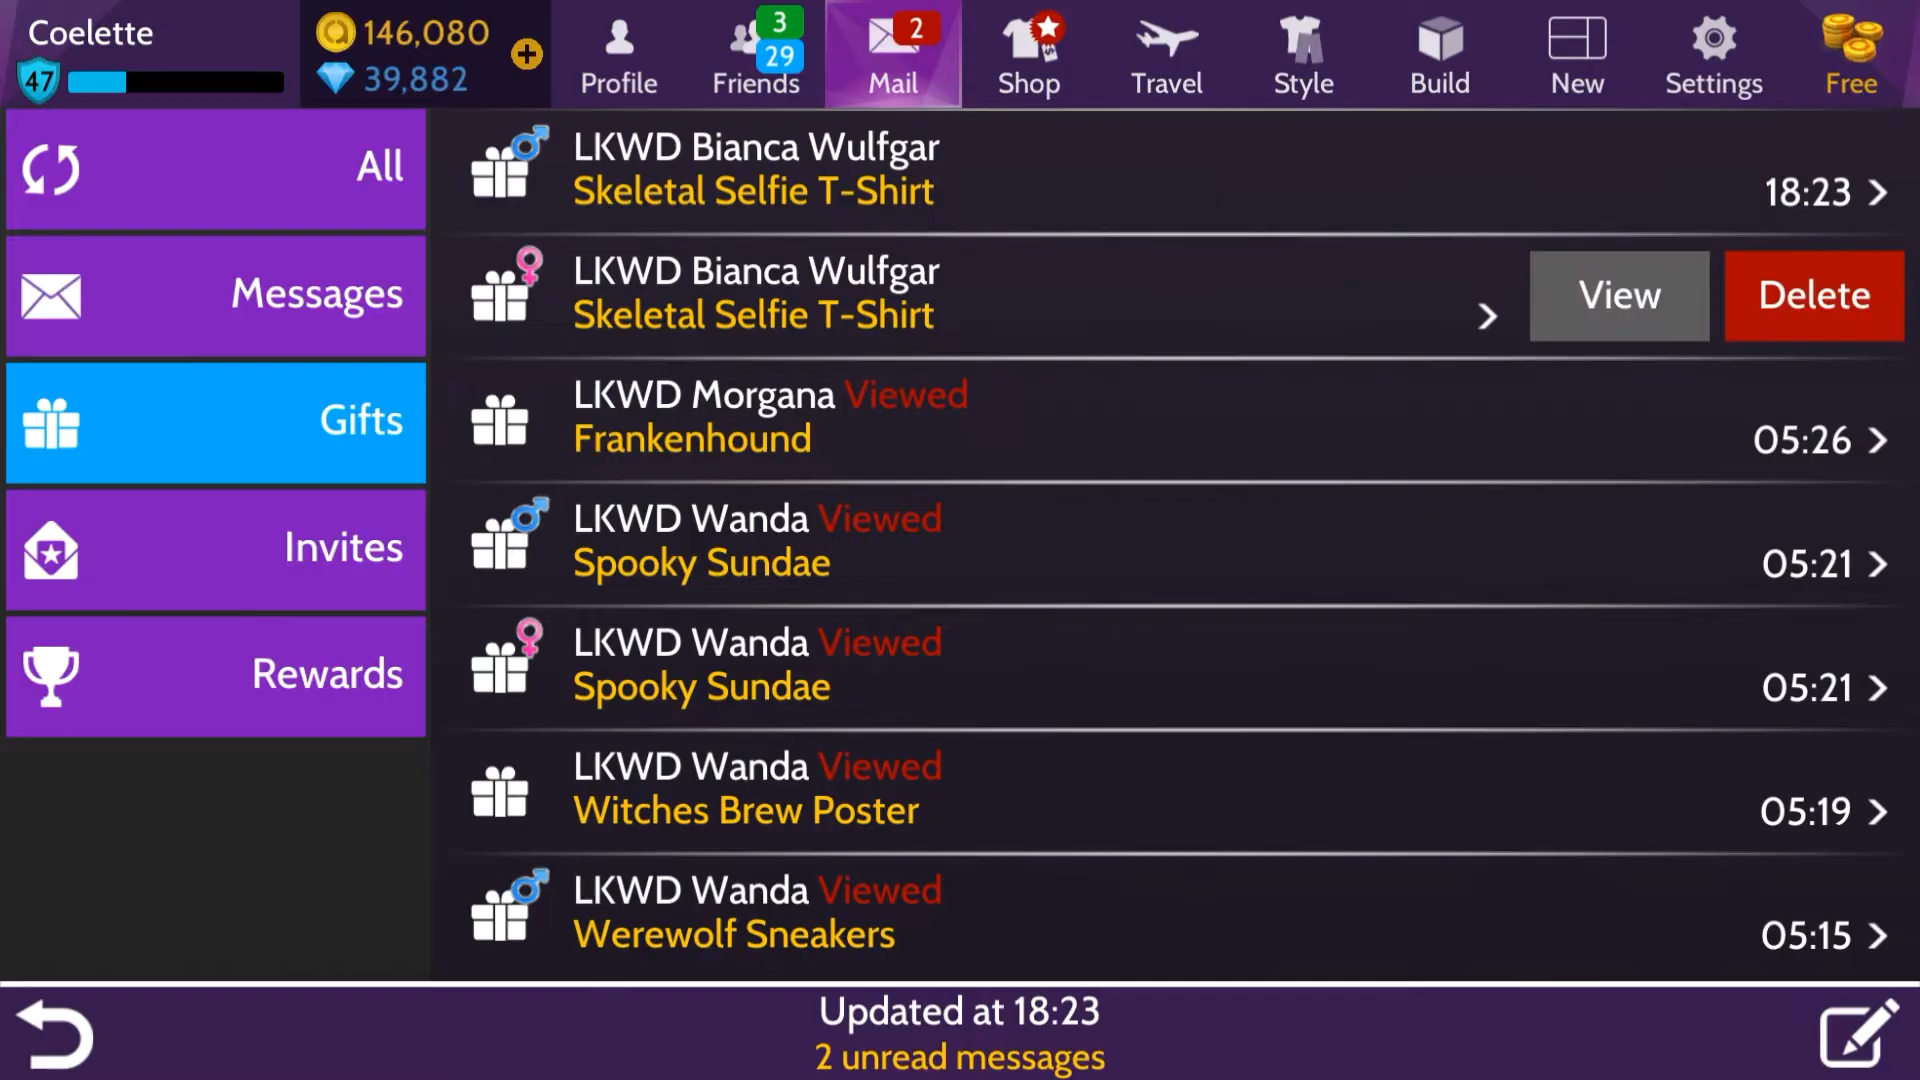 Coelette
47
146,080
39,882
Profile
3
29
Friends
2
Mail
Shop
Travel
Style
Build
New
Settings
Free
All
Messages
Gifts
Invites
Rewards
LKWD Bianca Wulfgar
Skeletal Selfie T-Shirt
18:23
LKWD Bianca Wulfgar
Skeletal Selfie T-Shirt
View
Delete
LKWD Morgana Viewed
Frankenhound
05:26
LKWD Wanda Viewed
Spooky Sundae
05:21
LKWD Wanda Viewed
Spooky Sundae
05:21
LKWD Wanda Viewed
Witches Brew Poster
05:19
LKWD Wanda Viewed
Werewolf Sneakers
05:15
Updated at 18:23
2 unread messages